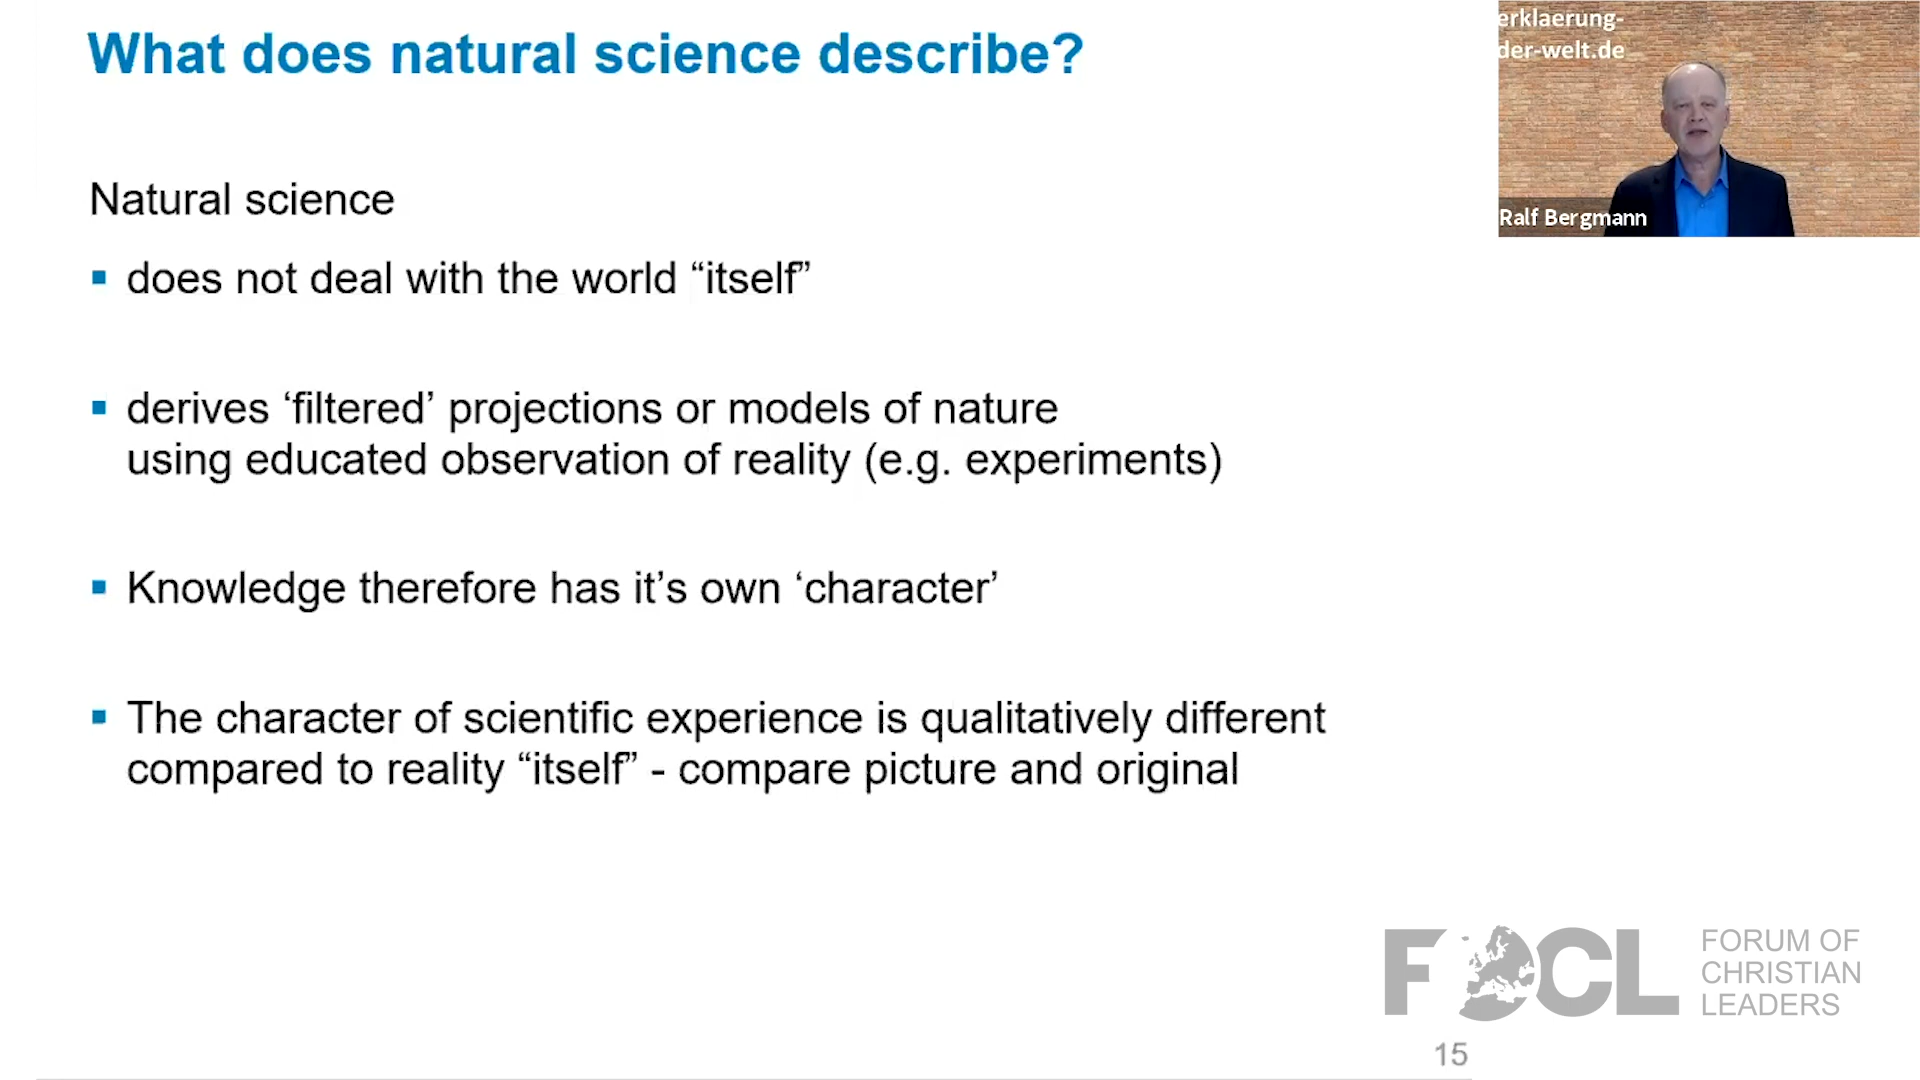 What does natural science describe?
erklaerung-
der-welt.de
Ralf Bergmann
Natural science
▪ does not deal with the world “itself”
▪ derives ‘filtered’ projections or models of nature
using educated observation of reality (e.g. experiments)
▪ Knowledge therefore has it’s own ‘character’
▪ The character of scientific experience is qualitatively different
compared to reality “itself” - compare picture and original
FOCL
FORUM OF
CHRISTIAN
LEADERS
15